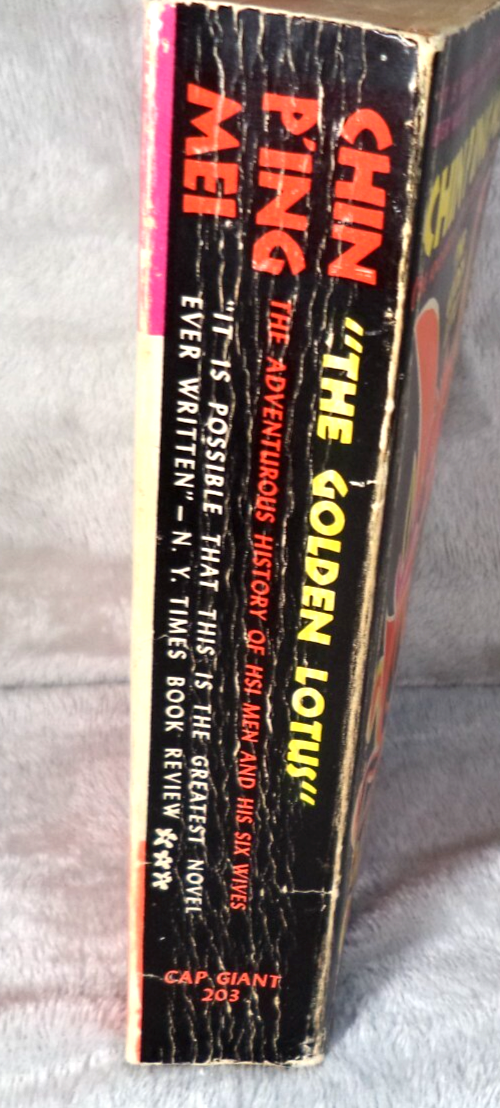 CHIN
P'ING
MEI
"THE GOLDEN LOTUS"
THE ADVENTUROUS HISTORY OF HSI MEN AND HIS SIX WIVES
"IT IS POSSIBLE THAT THIS IS THE GREATEST NOVEL
EVER WRITTEN"—N. Y. TIMES BOOK REVIEW ***
CAP GIANT
203